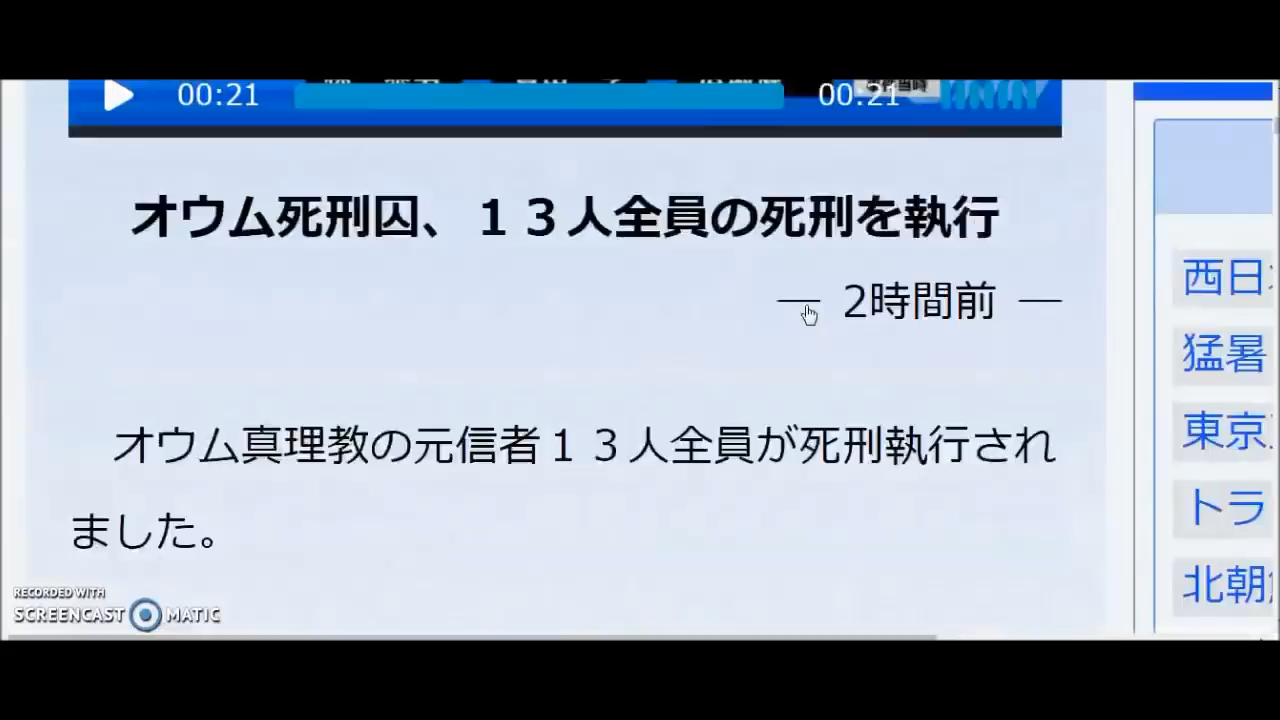 00:21
00:21
オウム死刑囚、１３人全員の死刑を執行
― 2時間前 ―
オウム真理教の元信者１３人全員が死刑執行され
ました。
西日
猛暑
東京
トラ
北朝
RECORDED WITH
SCREENCAST MATIC